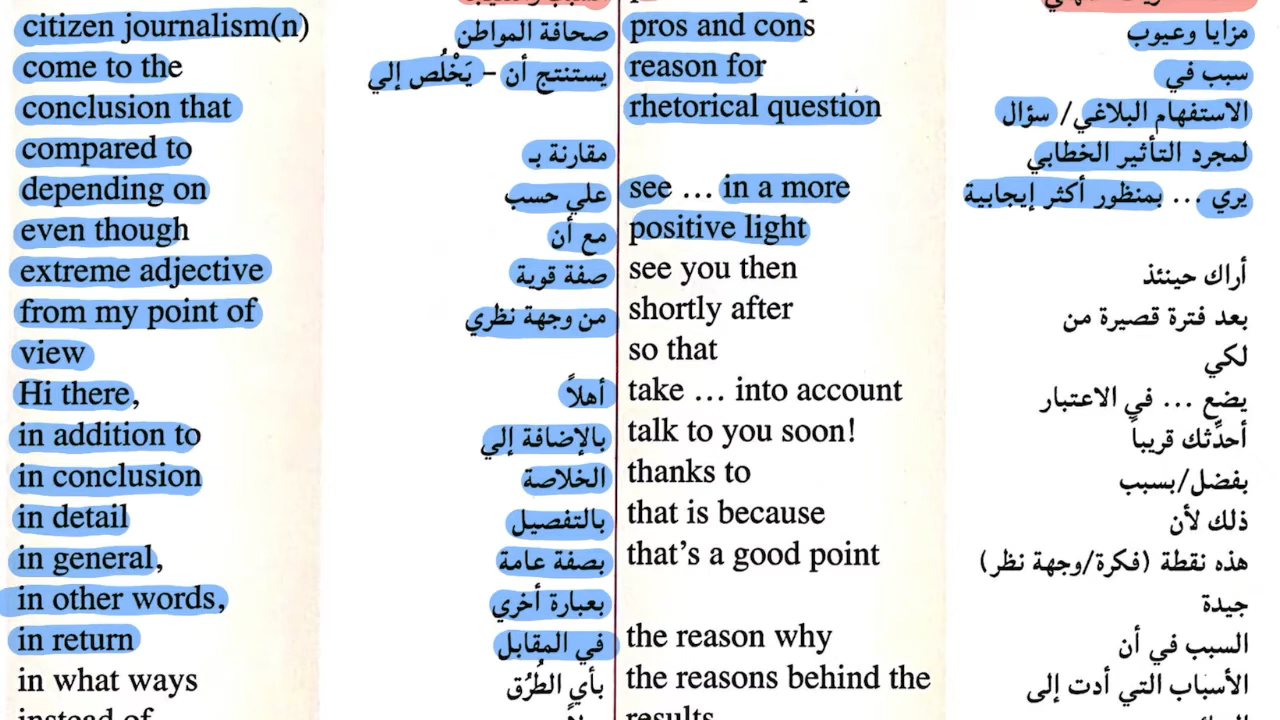 citizen journalism(n) صحافة المواطن
come to the يستنتج أن – يَخْلُص إلي
conclusion that
compared to مقارنة بـ
depending on علي حسب
even though مع أن
extreme adjective صفة قوية
from my point of من وجهة نظري
view
Hi there, أهلاً
in addition to بالإضافة إلي
in conclusion الخلاصة
in detail بالتفصيل
in general, بصفة عامة
in other words, بعبارة أخري
in return في المقابل
in what ways بأي الطُرُق
instead of
pros and cons مزايا وعيوب
reason for سبب في
rhetorical question الاستفهام البلاغي/ سؤال
لمجرد التأثير الخطابي
see … in a more يري … بمنظور أكثر إيجابية
positive light
see you then أراك حينئذ
shortly after بعد فترة قصيرة من
so that لكي
take … into account يضع … في الاعتبار
talk to you soon! أحدِّثك قريباً
thanks to بفضل/بسبب
that is because ذلك لأن
that's a good point هذه نقطة (فكرة/وجهة نظر)
جيدة
the reason why السبب في أن
the reasons behind the الأسباب التي أدت إلى
results